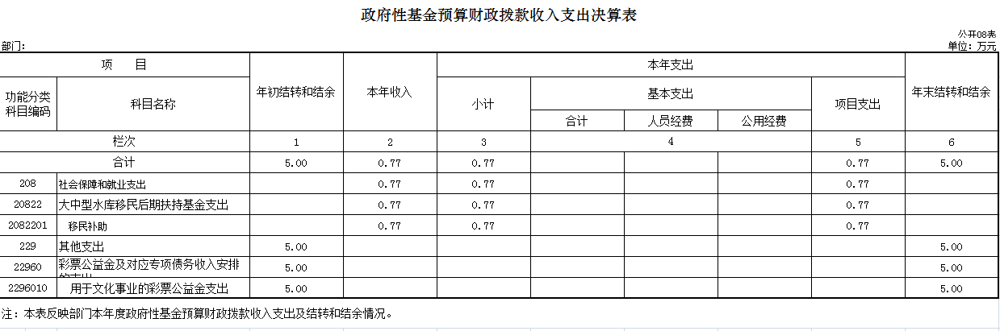 政府性基金预算财政拨款收入支出决算表
公开08表
部门：
单位：万元
项 目
年初结转和结余
本年收入
本年支出
年末结转和结余
功能分类
科目编码
科目名称
小计
基本支出
项目支出
合计
人员经费
公用经费
栏次 1 2 3 4 5 6
合计 5.00 0.77 0.77 0.77 5.00
208 社会保障和就业支出 0.77 0.77 0.77
20822 大中型水库移民后期扶持基金支出 0.77 0.77 0.77
2082201 移民补助 0.77 0.77 0.77
229 其他支出 5.00 5.00
22960 彩票公益金及对应专项债务收入安排 5.00 5.00
的支出
2296010 用于文化事业的彩票公益金支出 5.00 5.00
注：本表反映部门本年度政府性基金预算财政拨款收入支出及结转和结余情况。